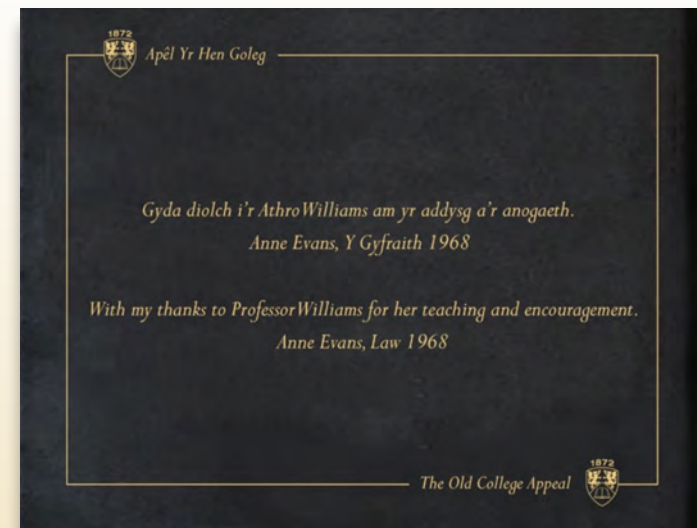 1872
Apêl Yr Hen Goleg
Gyda diolch i'r Athro Williams am yr addysg a'r anogaeth.
Anne Evans, Y Gyfraith 1968
With my thanks to Professor Williams for her teaching and encouragement.
Anne Evans, Law 1968
1872
The Old College Appeal